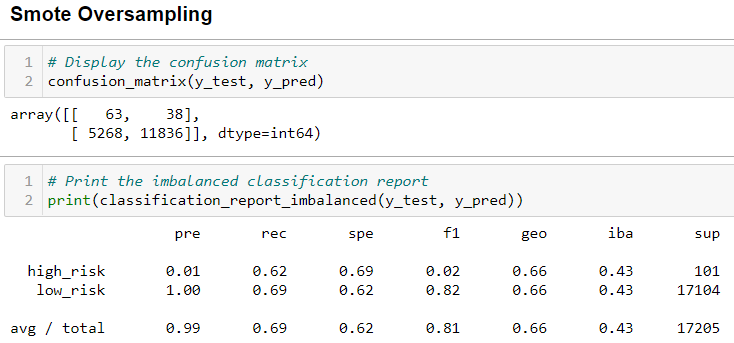 Smote Oversampling
1 # Display the confusion matrix
2 confusion_matrix(y_test, y_pred)
array([[   63,    38],
       [ 5268, 11836]], dtype=int64)
1 # Print the imbalanced classification report
2 print(classification_report_imbalanced(y_test, y_pred))
pre rec spe f1 geo iba sup
high_risk 0.01 0.62 0.69 0.02 0.66 0.43 101
low_risk 1.00 0.69 0.62 0.82 0.66 0.43 17104
avg / total 0.99 0.69 0.62 0.81 0.66 0.43 17205